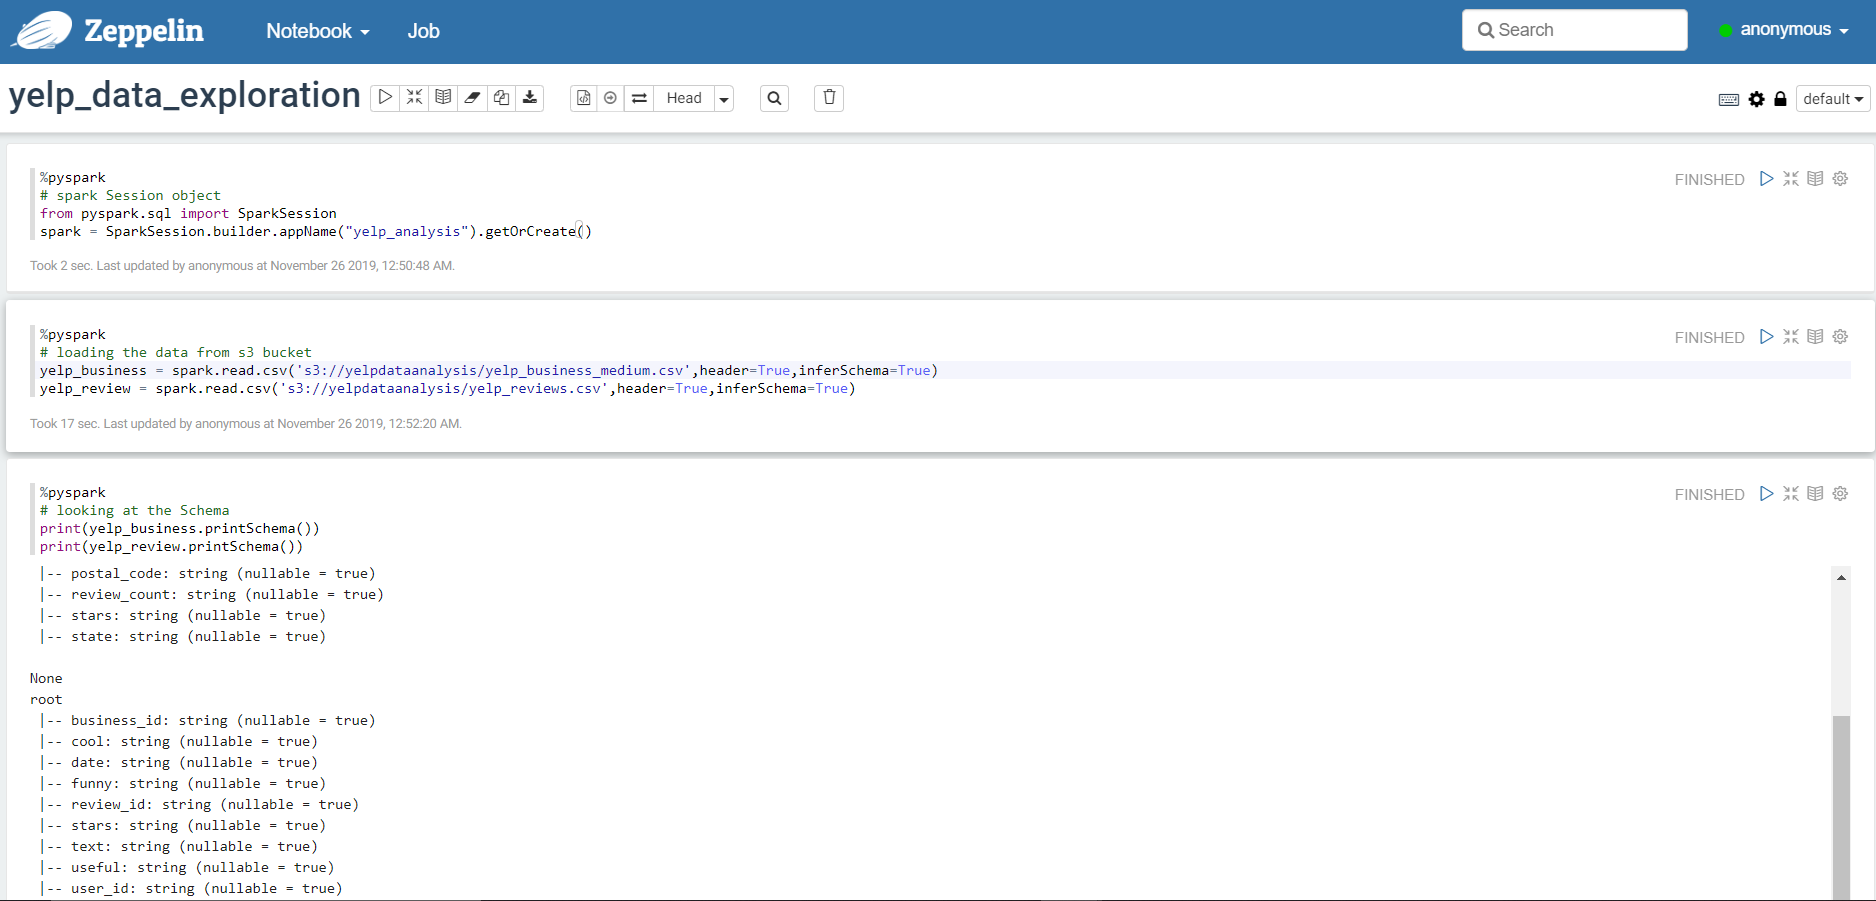 Zeppelin
Notebook
Job
Search
anonymous
yelp_data_exploration
Head
default
%pyspark
# spark Session object
from pyspark.sql import SparkSession
spark = SparkSession.builder.appName("yelp_analysis").getOrCreate()
FINISHED
Took 2 sec. Last updated by anonymous at November 26 2019, 12:50:48 AM.
%pyspark
# loading the data from s3 bucket
yelp_business = spark.read.csv('s3://yelpdataanalysis/yelp_business_medium.csv',header=True,inferSchema=True)
yelp_review = spark.read.csv('s3://yelpdataanalysis/yelp_reviews.csv',header=True,inferSchema=True)
FINISHED
Took 17 sec. Last updated by anonymous at November 26 2019, 12:52:20 AM.
%pyspark
# looking at the Schema
print(yelp_business.printSchema())
print(yelp_review.printSchema())
FINISHED
|-- postal_code: string (nullable = true)
|-- review_count: string (nullable = true)
|-- stars: string (nullable = true)
|-- state: string (nullable = true)
None
root
|-- business_id: string (nullable = true)
|-- cool: string (nullable = true)
|-- date: string (nullable = true)
|-- funny: string (nullable = true)
|-- review_id: string (nullable = true)
|-- stars: string (nullable = true)
|-- text: string (nullable = true)
|-- useful: string (nullable = true)
|-- user_id: string (nullable = true)